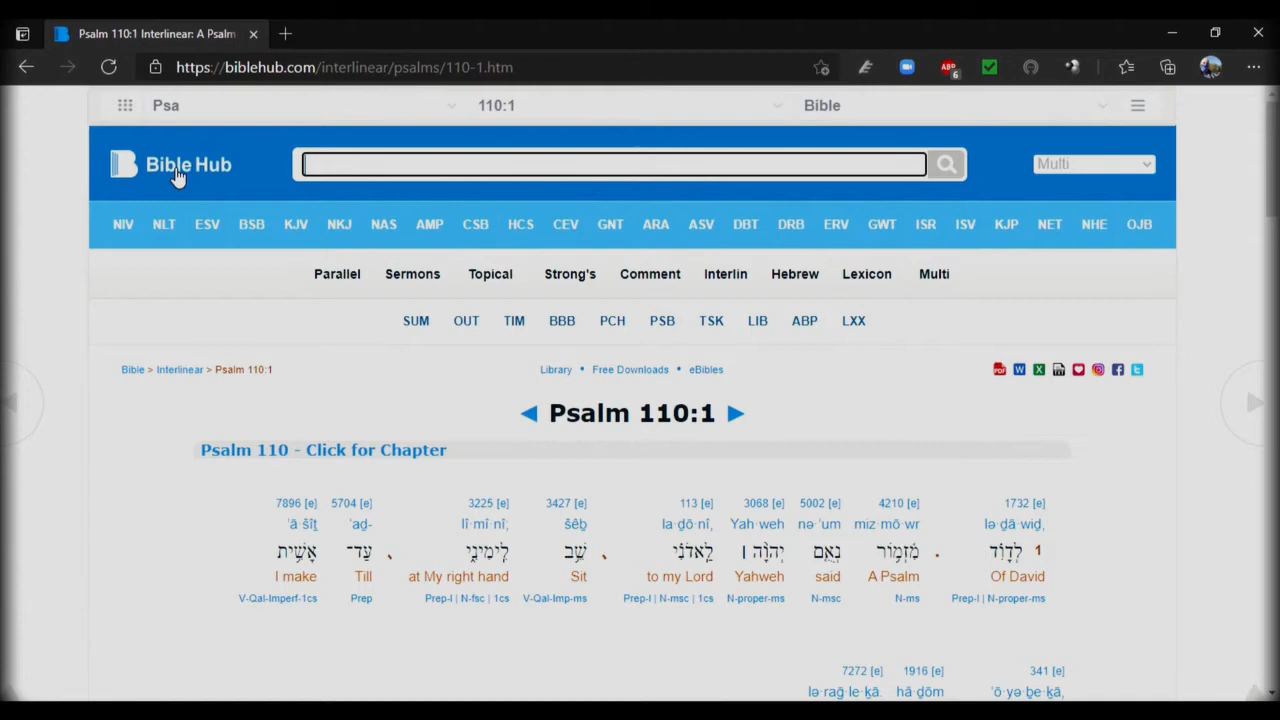 Psalm 110:1 Interlinear: A Psalm
https://biblehub.com/interlinear/psalms/110-1.htm
ABP 6
Psa 110:1 Bible
Bible Hub Multi
NIV NLT ESV BSB KJV NKJ NAS AMP CSB HCS CEV GNT ARA ASV DBT DRB ERV GWT ISR ISV KJP NET NHE OJB
Parallel Sermons Topical Strong's Comment Interlin Hebrew Lexicon Multi
SUM OUT TIM BBB PCH PSB TSK LIB ABP LXX
Bible > Interlinear > Psalm 110:1 Library • Free Downloads • eBibles
◄ Psalm 110:1 ►
Psalm 110 - Click for Chapter
7896 [e] 5704 [e] 3225 [e] 3427 [e] 113 [e] 3068 [e] 5002 [e] 4210 [e] 1732 [e]
’ā·šîṯ ‘aḏ- lî·mî·nî; šêḇ la·ḏō·nî, Yah·weh nə·’um miz·mō·wr lə·ḏā·wiḏ,
אָשִׁ֥ית עַד־ ､ לִֽימִינִ֑י ､ שֵׁ֥ב לַֽאדֹנִ֗י יְהוָ֨ה ׀ נְאֻ֤ם מִ֫זְמ֥וֹר . לְדָוִ֗ד 1
I make Till at My right hand Sit to my Lord Yahweh said A Psalm Of David
V‑Qal‑Imperf‑1cs Prep Prep‑l | N‑fsc | 1cs V‑Qal‑Imp‑ms Prep‑l | N‑msc | 1cs N‑proper‑ms N‑msc N‑ms Prep‑l | N‑proper‑ms
7272 [e] 1916 [e] 341 [e]
lə·raḡ·le·ḵā. hă·ḏōm ’ō·yə·ḇe·ḵā,